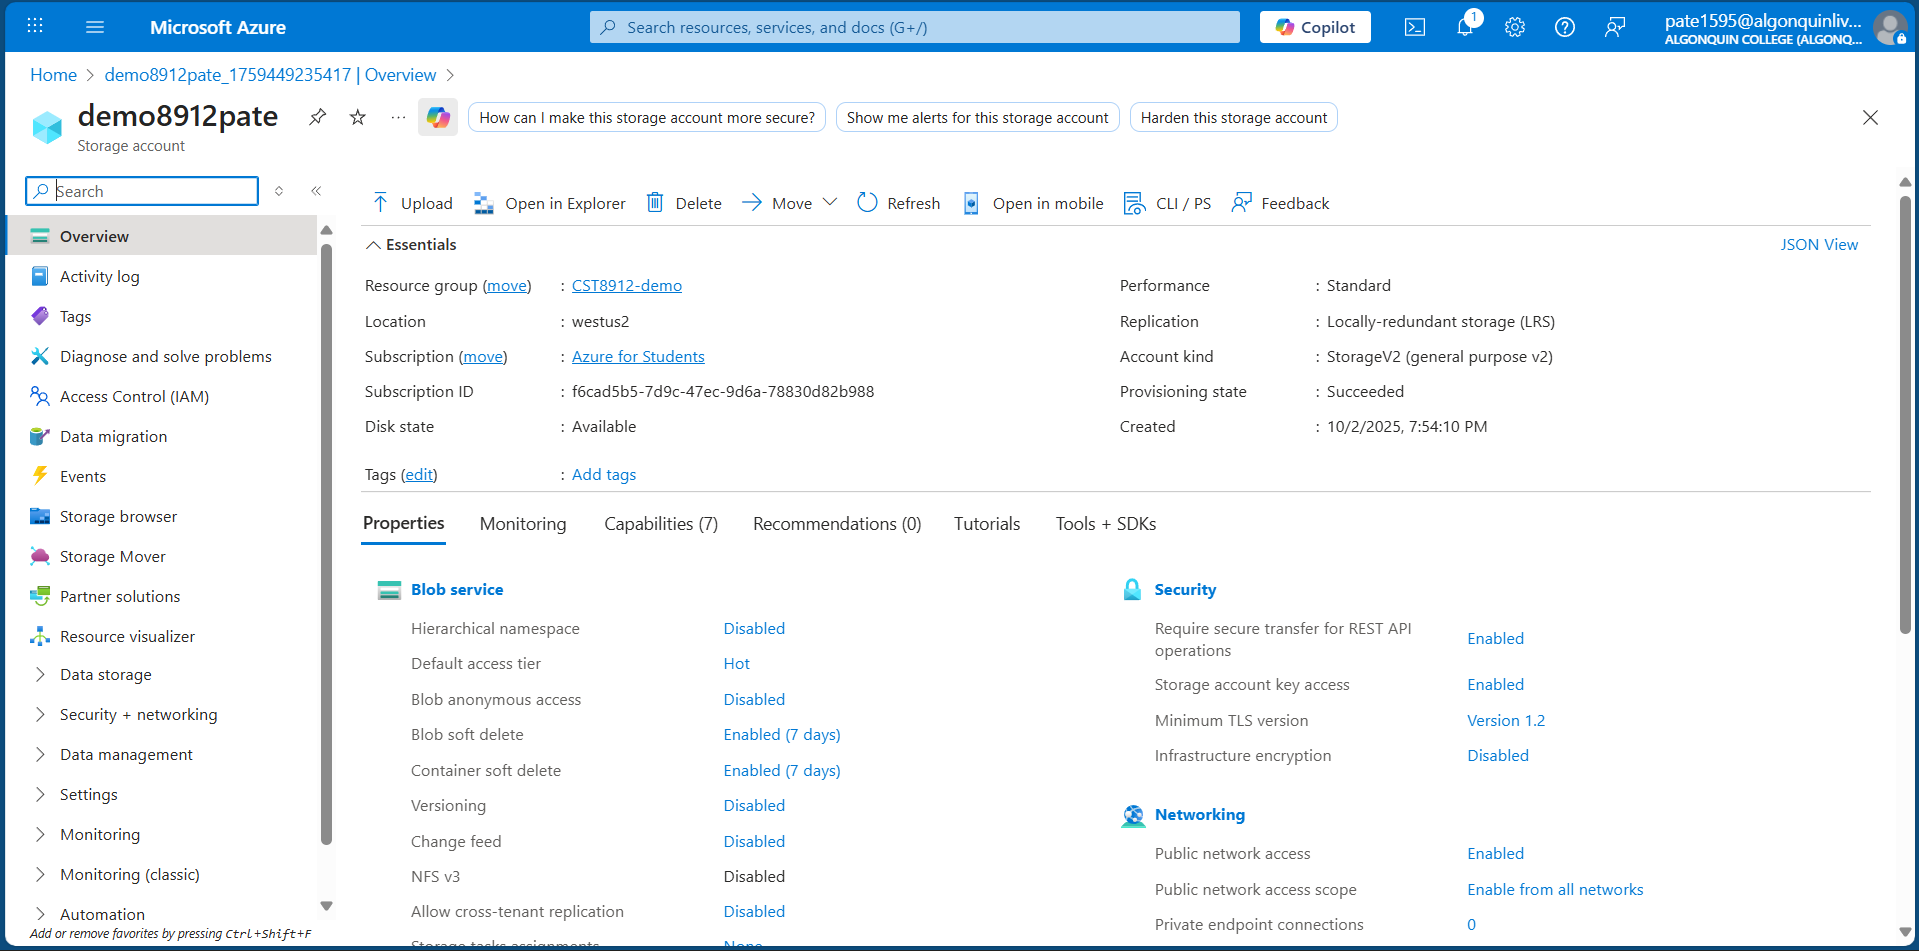 Microsoft Azure
Search resources, services, and docs (G+/)
Copilot
1
pate1595@algonquinliv...
ALGONQUIN COLLEGE (ALGONQ...
Home > demo8912pate_1759449235417 | Overview >
demo8912pate
Storage account
How can I make this storage account more secure?
Show me alerts for this storage account
Harden this storage account
Search
Overview
Activity log
Tags
Diagnose and solve problems
Access Control (IAM)
Data migration
Events
Storage browser
Storage Mover
Partner solutions
Resource visualizer
Data storage
Security + networking
Data management
Settings
Monitoring
Monitoring (classic)
Automation
Add or remove favorites by pressing Ctrl+Shift+F
Upload
Open in Explorer
Delete
Move
Refresh
Open in mobile
CLI / PS
Feedback
Essentials
JSON View
Resource group (move) : CST8912-demo
Location : westus2
Subscription (move) : Azure for Students
Subscription ID : f6cad5b5-7d9c-47ec-9d6a-78830d82b988
Disk state : Available
Tags (edit) : Add tags
Performance : Standard
Replication : Locally-redundant storage (LRS)
Account kind : StorageV2 (general purpose v2)
Provisioning state : Succeeded
Created : 10/2/2025, 7:54:10 PM
Properties
Monitoring
Capabilities (7)
Recommendations (0)
Tutorials
Tools + SDKs
Blob service
Hierarchical namespace Disabled
Default access tier Hot
Blob anonymous access Disabled
Blob soft delete Enabled (7 days)
Container soft delete Enabled (7 days)
Versioning Disabled
Change feed Disabled
NFS v3 Disabled
Allow cross-tenant replication Disabled
Storage tasks assignments None
Security
Require secure transfer for REST API
operations Enabled
Storage account key access Enabled
Minimum TLS version Version 1.2
Infrastructure encryption Disabled
Networking
Public network access Enabled
Public network access scope Enable from all networks
Private endpoint connections 0